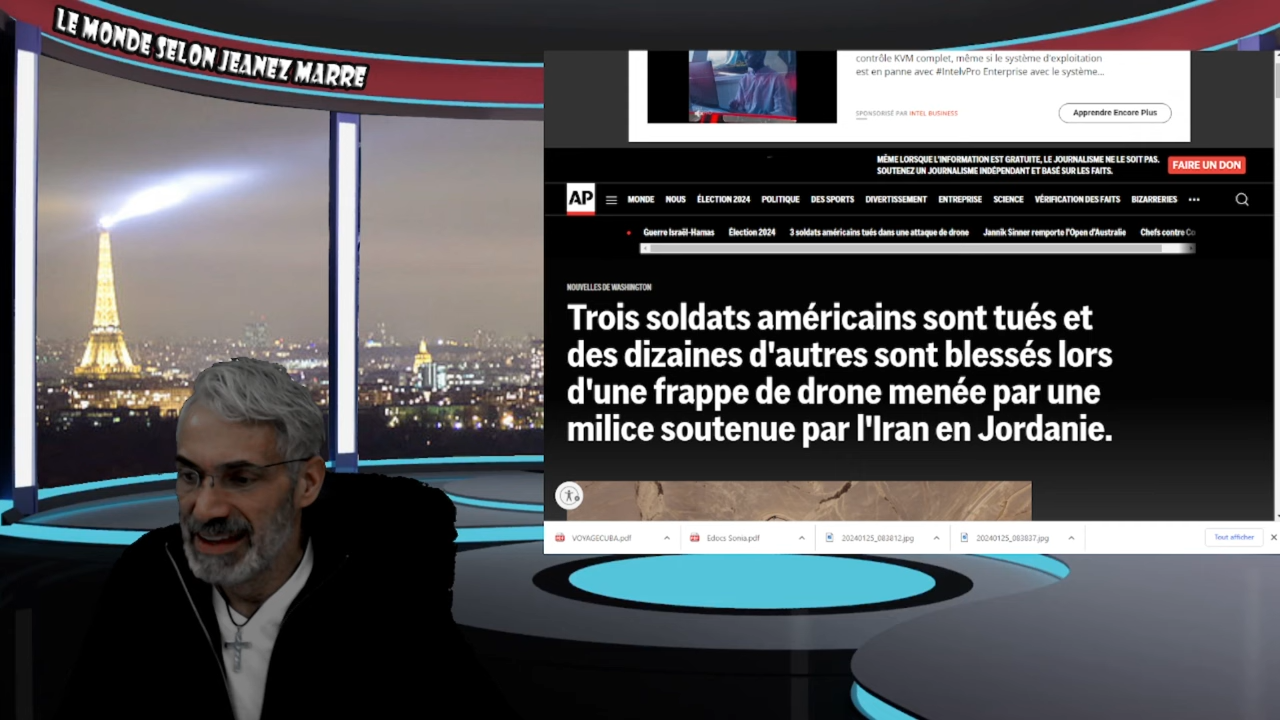 LE MONDE SELON JEANEZ MARRE
contrôle KVM complet, même si le système d'exploitation
est en panne avec #IntelvPro Enterprise avec le système...
SPONSORISÉ PAR INTEL BUSINESS
Apprendre Encore Plus
MÊME LORSQUE L'INFORMATION EST GRATUITE, LE JOURNALISME NE LE SOIT PAS.
SOUTENEZ UN JOURNALISME INDÉPENDANT ET BASÉ SUR LES FAITS.
FAIRE UN DON
AP
MONDE NOUS ÉLECTION 2024 POLITIQUE DES SPORTS DIVERTISSEMENT ENTREPRISE SCIENCE VÉRIFICATION DES FAITS BIZARRERIES
Guerre Israël-Hamas Élection 2024 3 soldats américains tués dans une attaque de drone Jannik Sinner remporte l'Open d'Australie Chefs contre Co
NOUVELLES DE WASHINGTON
Trois soldats américains sont tués et
des dizaines d'autres sont blessés lors
d'une frappe de drone menée par une
milice soutenue par l'Iran en Jordanie.
VOYAGECUBA.pdf Edocs Sonia.pdf 20240125_083812.jpg 20240125_083837.jpg Tout afficher